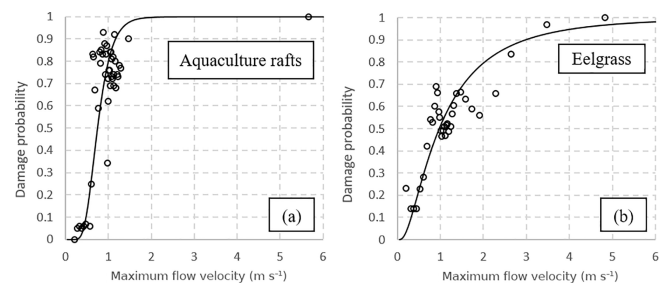 1
0.9
0.8
0.7
0.6
0.5
0.4
0.3
0.2
0.1
0
Damage probability
Aquaculture rafts
(a)
0 1 2 3 4 5 6
Maximum flow velocity (m s⁻¹)
1
0.9
0.8
0.7
0.6
0.5
0.4
0.3
0.2
0.1
0
Damage probability
Eelgrass
(b)
0 1 2 3 4 5 6
Maximum flow velocity (m s⁻¹)